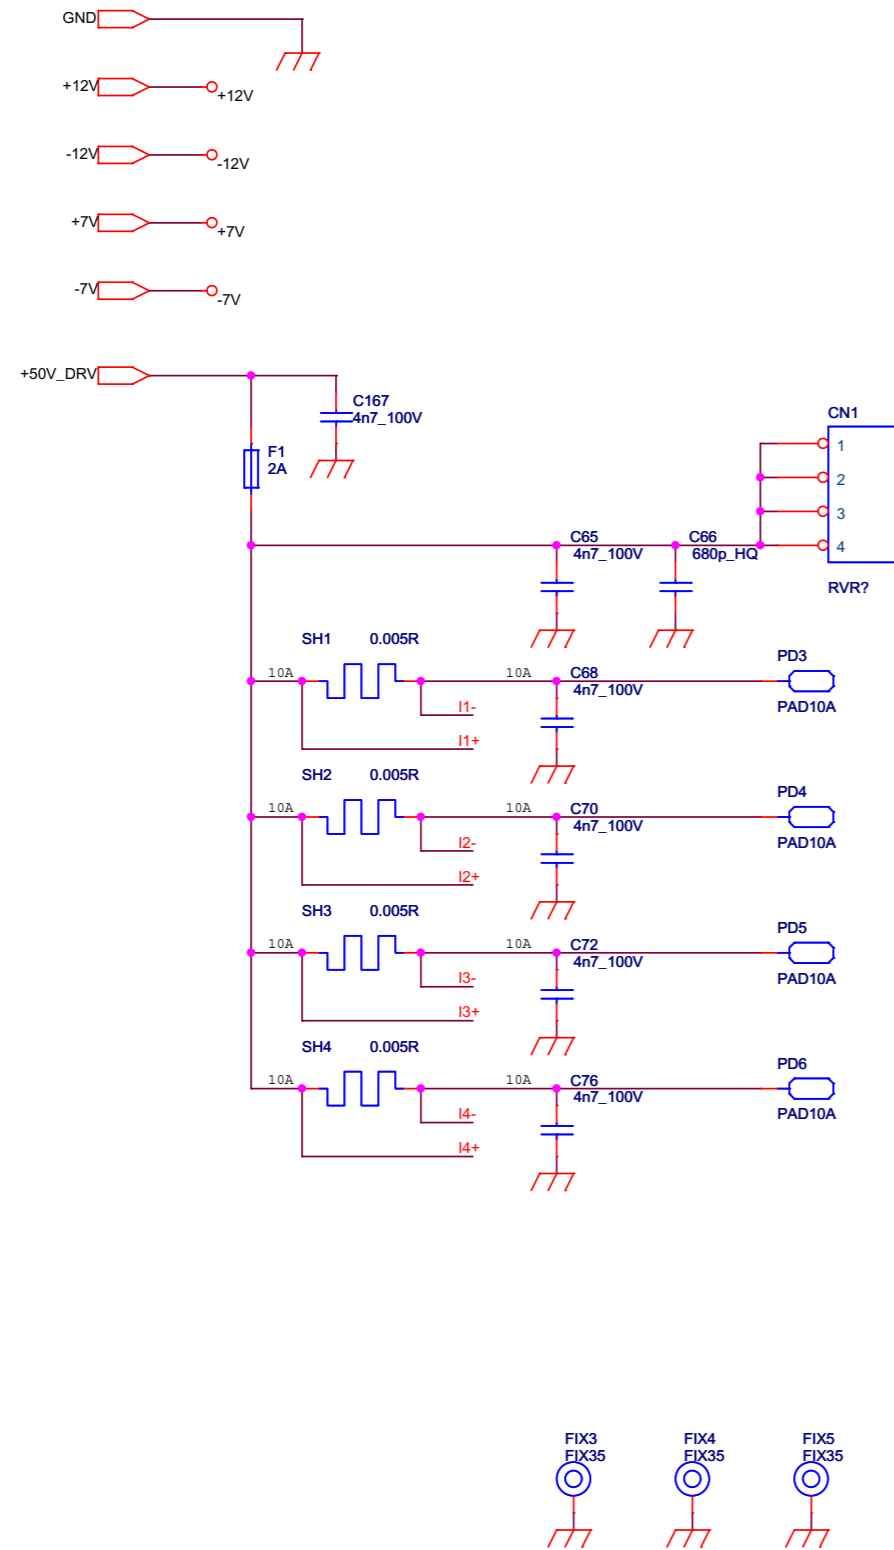 GND
+12V
+12V
-12V
-12V
+7V
+7V
-7V
-7V
+50V_DRV
C167
4n7_100V
F1
2A
CN1
1
2
3
4
RVR?
C65
4n7_100V
C66
680p_HQ
SH1 0.005R
10A
10A
I1-
I1+
C68
4n7_100V
PD3
PAD10A
SH2 0.005R
10A
10A
I2-
I2+
C70
4n7_100V
PD4
PAD10A
SH3 0.005R
10A
10A
I3-
I3+
C72
4n7_100V
PD5
PAD10A
SH4 0.005R
10A
10A
I4-
I4+
C76
4n7_100V
PD6
PAD10A
FIX3
FIX35
FIX4
FIX35
FIX5
FIX35